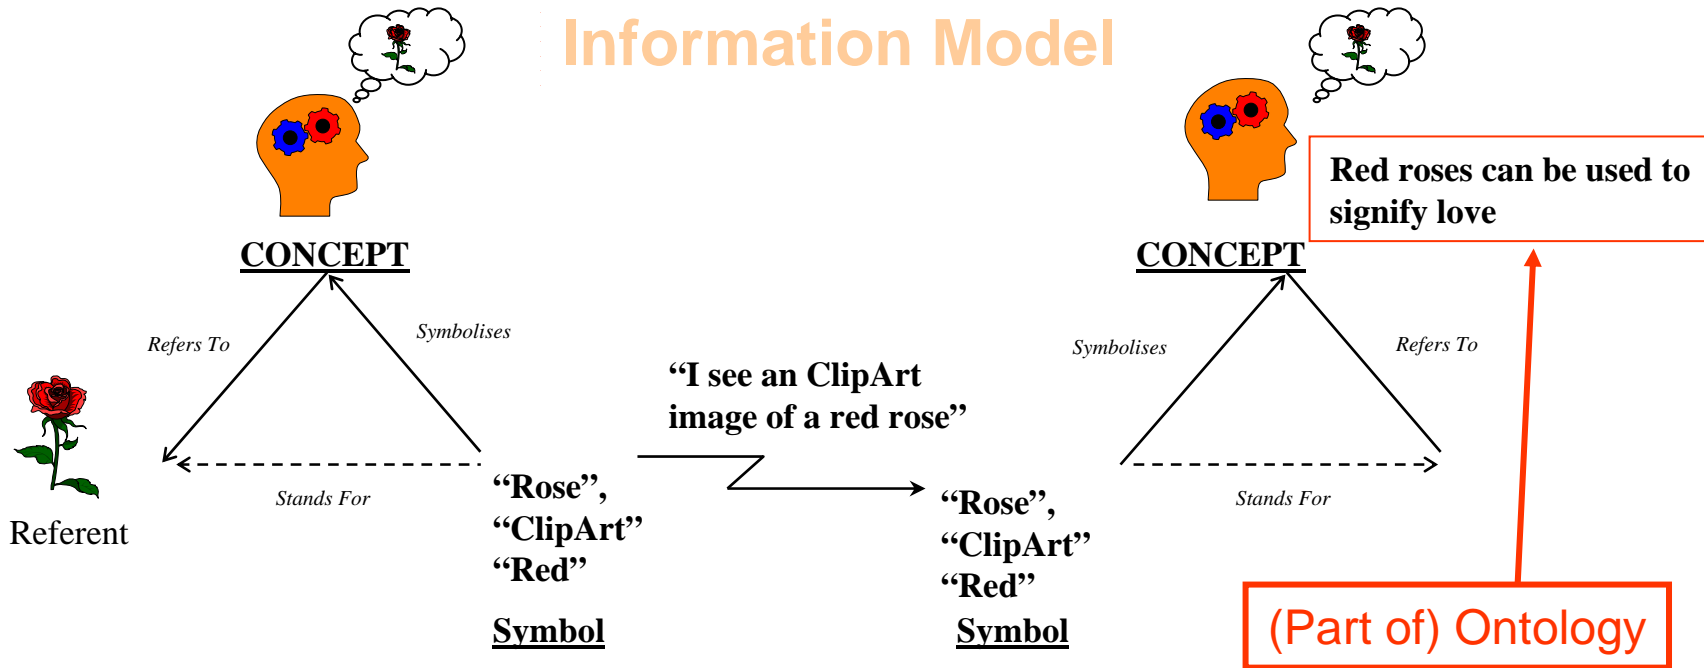 Information Model
Red roses can be used to
signify love
CONCEPT
CONCEPT
Refers To
Symbolises
Symbolises
Refers To
“I see an ClipArt
image of a red rose”
Stands For
Stands For
Referent
“Rose”,
“ClipArt”
“Red”
Symbol
“Rose”,
“ClipArt”
“Red”
Symbol
(Part of) Ontology